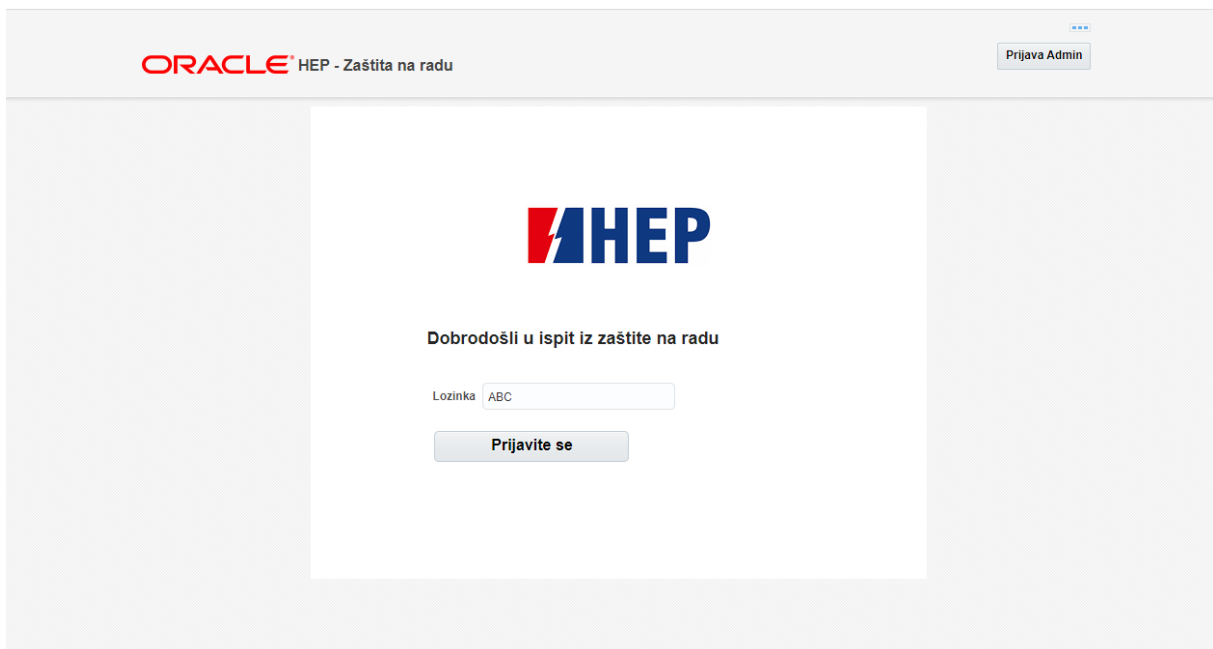 Prijava Admin
ORACLE HEP - Zaštita na radu
HEP
Dobrodošli u ispit iz zaštite na radu
Lozinka ABC
Prijavite se